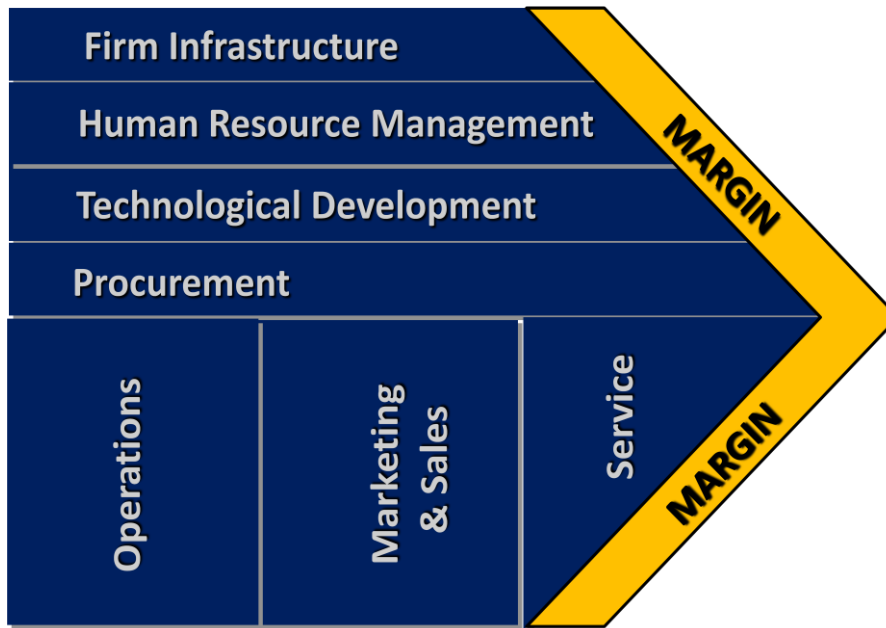 Firm Infrastructure
Human Resource Management
Technological Development
Procurement
MARGIN
Operations
Marketing
& Sales
Service
MARGIN